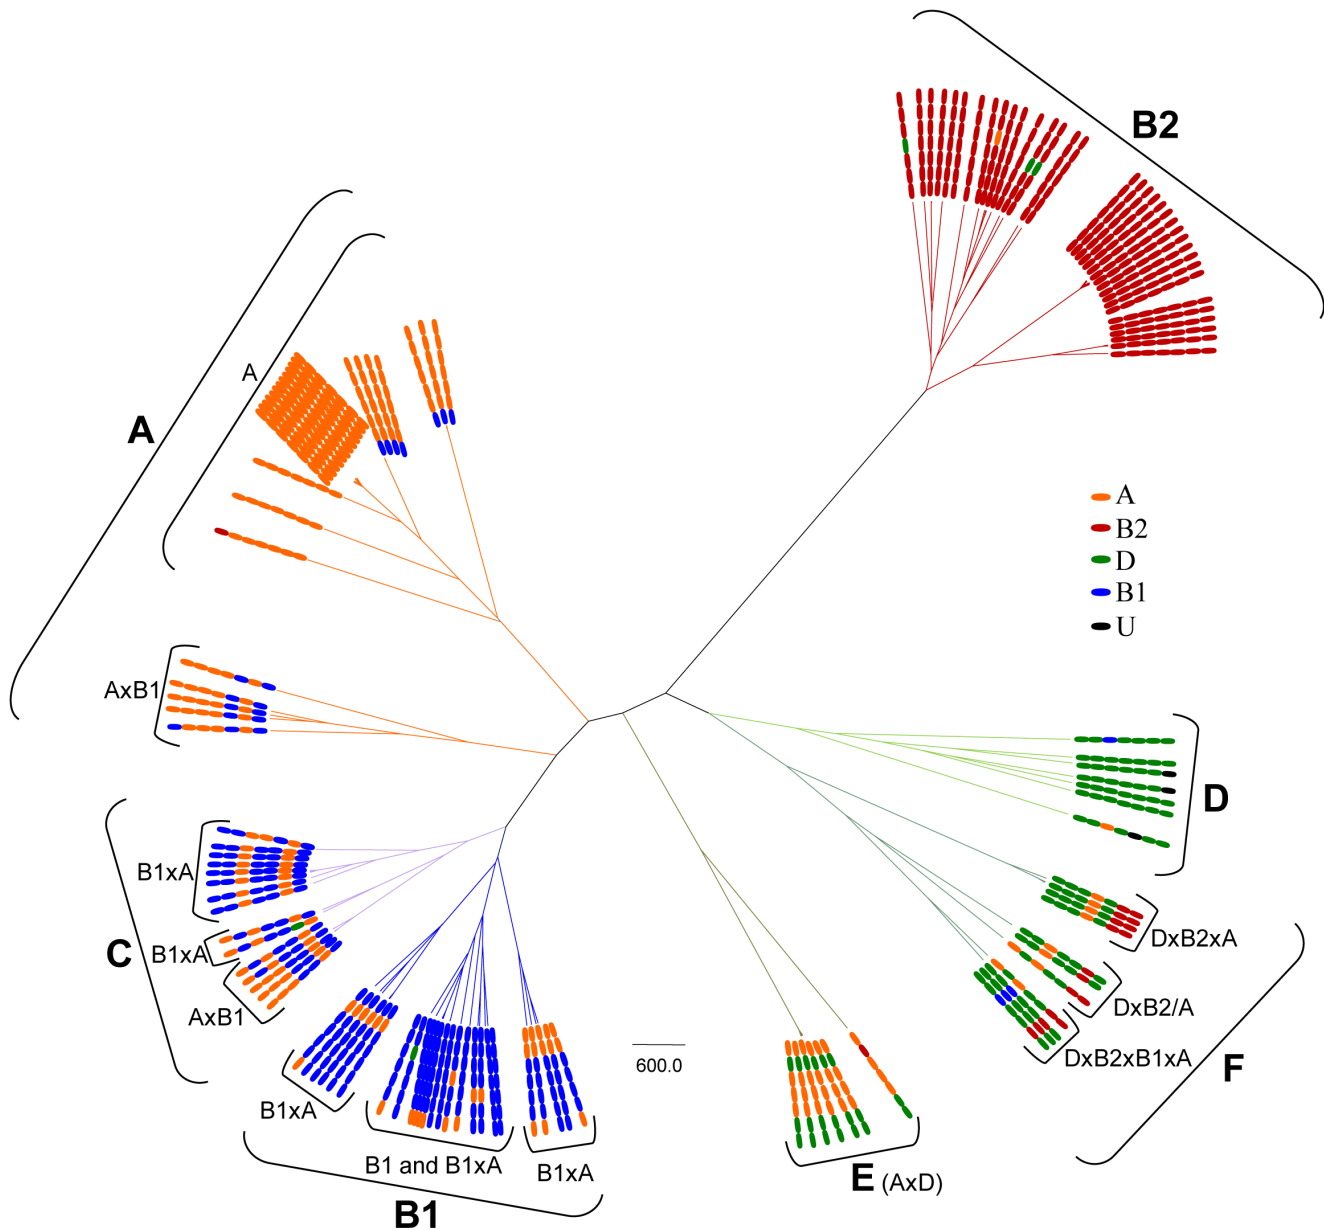 B2
A
A
A
B2
D
B1
U
AxB1
D
B1xA
C
B1xA
AxB1
DxB2xA
DxB2/A
DxB2xB1xA
F
600.0
B1xA
B1 and B1xA
B1xA
E (AxD)
B1